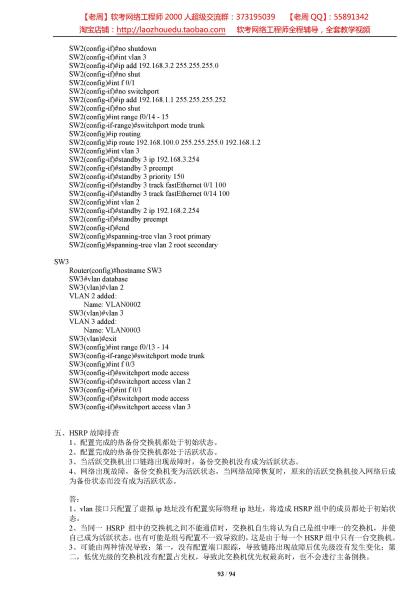 【老周】软考网络工程师 2000 人超级交流群：373195039 【老周 QQ】：55891342
淘宝店铺：http://laozhouedu.taobao.com 软考网络工程师全程辅导，全套教学视频
SW2(config-if)#no shutdown
SW2(config-if)#int vlan 3
SW2(config-if)#ip add 192.168.3.2 255.255.255.0
SW2(config-if)#no shut
SW2(config-if)#int f 0/1
SW2(config-if)#no switchport
SW2(config-if)#ip add 192.168.1.1 255.255.255.252
SW2(config-if)#no shut
SW2(config-if)#int range f0/14 - 15
SW2(config-if-range)#switchport mode trunk
SW2(config-if-range)#ip routing
SW2(config)#ip route 192.168.100.0 255.255.255.0 192.168.1.2
SW2(config)#int vlan 3
SW2(config-if)#standby 3 ip 192.168.3.254
SW2(config-if)#standby 3 preempt
SW2(config-if)#standby 3 priority 150
SW2(config-if)#standby 3 track fastEthernet 0/1 100
SW2(config-if)#standby 3 track fastEthernet 0/14 100
SW2(config-if)#int vlan 2
SW2(config-if)#standby 2 ip 192.168.2.254
SW2(config-if)#standby preempt
SW2(config-if)#end
SW2(config)#spanning-tree vlan 3 root primary
SW2(config)#spanning-tree vlan 2 root secondary
SW3
Router(config)#hostname SW3
SW3#vlan database
SW3(vlan)#vlan 2
VLAN 2 added:
Name: VLAN0002
SW3(vlan)#vlan 3
VLAN 3 added:
Name: VLAN0003
SW3(vlan)#exit
SW3(config)#int range f0/13 - 14
SW3(config-if-range)#switchport mode trunk
SW3(config)#int f 0/3
SW3(config-if)#switchport mode access
SW3(config-if)#switchport access vlan 2
SW3(config-if)#int f 0/1
SW3(config-if)#switchport mode access
SW3(config-if)#switchport access vlan 3
五、HSRP 故障排查
1、配置完成的热备份交换机都处于初始状态。
2、配置完成的热备份交换机都处于活跃状态。
3、当活跃交换机出口链路出现故障时，备份交换机没有成为活跃状态。
4、网络出现故障，备份交换机变为活跃状态，当网络故障恢复时，原来的活跃交换机接入网络后成
为备份状态而没有成为活跃状态。
答：
1、vlan 接口只配置了虚拟 ip 地址没有配置实际物理 ip 地址，将造成 HSRP 组中的成员都处于初始状
态。
2、当同一 HSRP 组中的交换机之间不能通信时，交换机自生将认为自己是组中唯一的交换机，并使
自己成为活跃状态。也有可能是组号配置不一致导致的，这是由于每一个 HSRP 组中只有一台交换机。
3、可能由两种情况导致：第一，没有配置端口跟踪，导致链路出现故障后优先级没有发生变化；第
二，低优先级的交换机没有配置占先权，导致此交换机优先权最高时，也不会进行主备倒换。
93 / 94